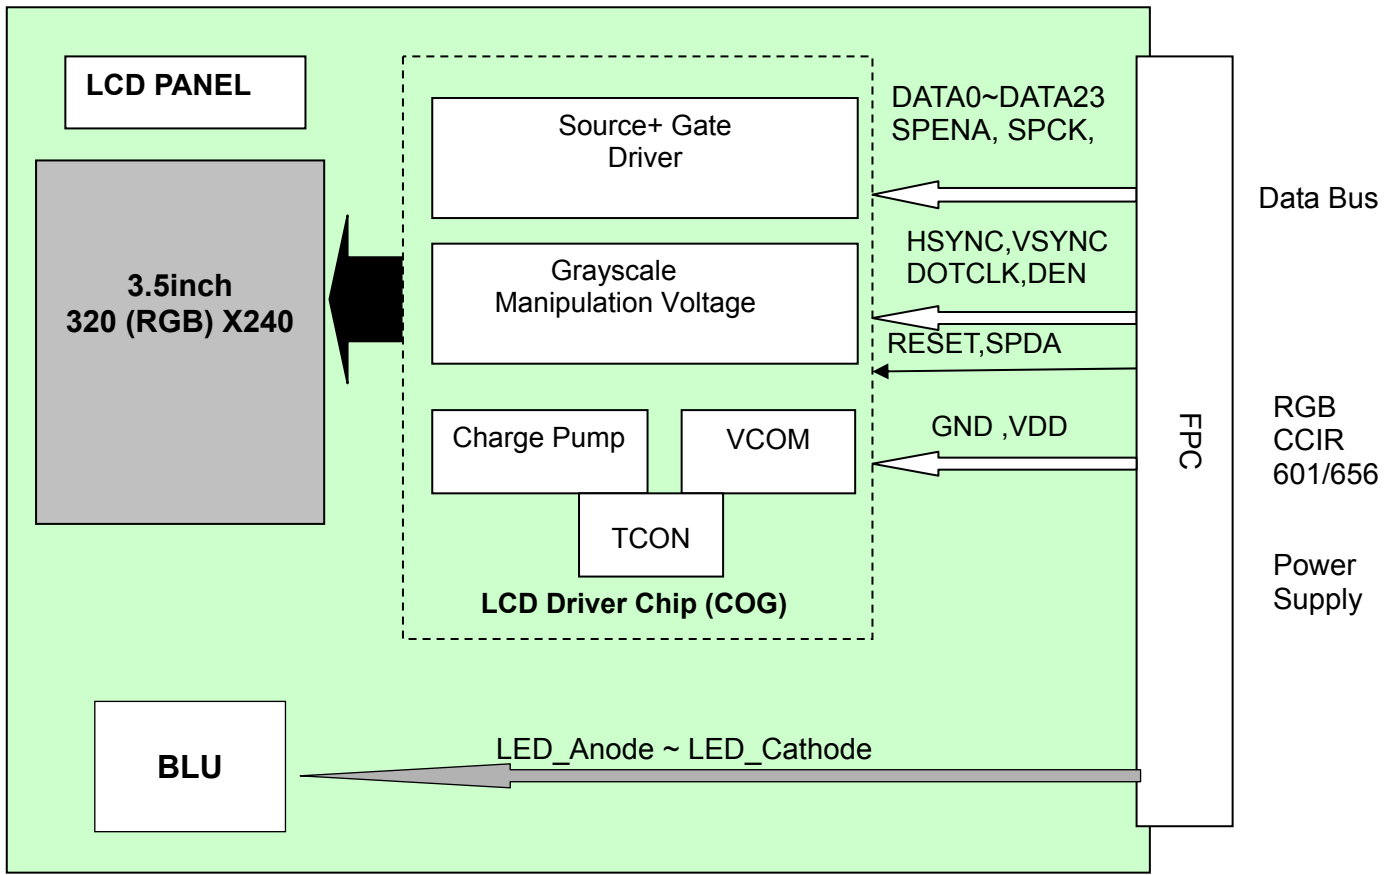 LCD PANEL
3.5inch
320 (RGB) X240
Source+ Gate
Driver
Grayscale
Manipulation Voltage
Charge Pump
VCOM
TCON
LCD Driver Chip (COG)
DATA0~DATA23
SPENA, SPCK,
HSYNC,VSYNC
DOTCLK,DEN
RESET,SPDA
GND ,VDD
FPC
Data Bus
RGB
CCIR
601/656
Power
Supply
BLU
LED_Anode ~ LED_Cathode